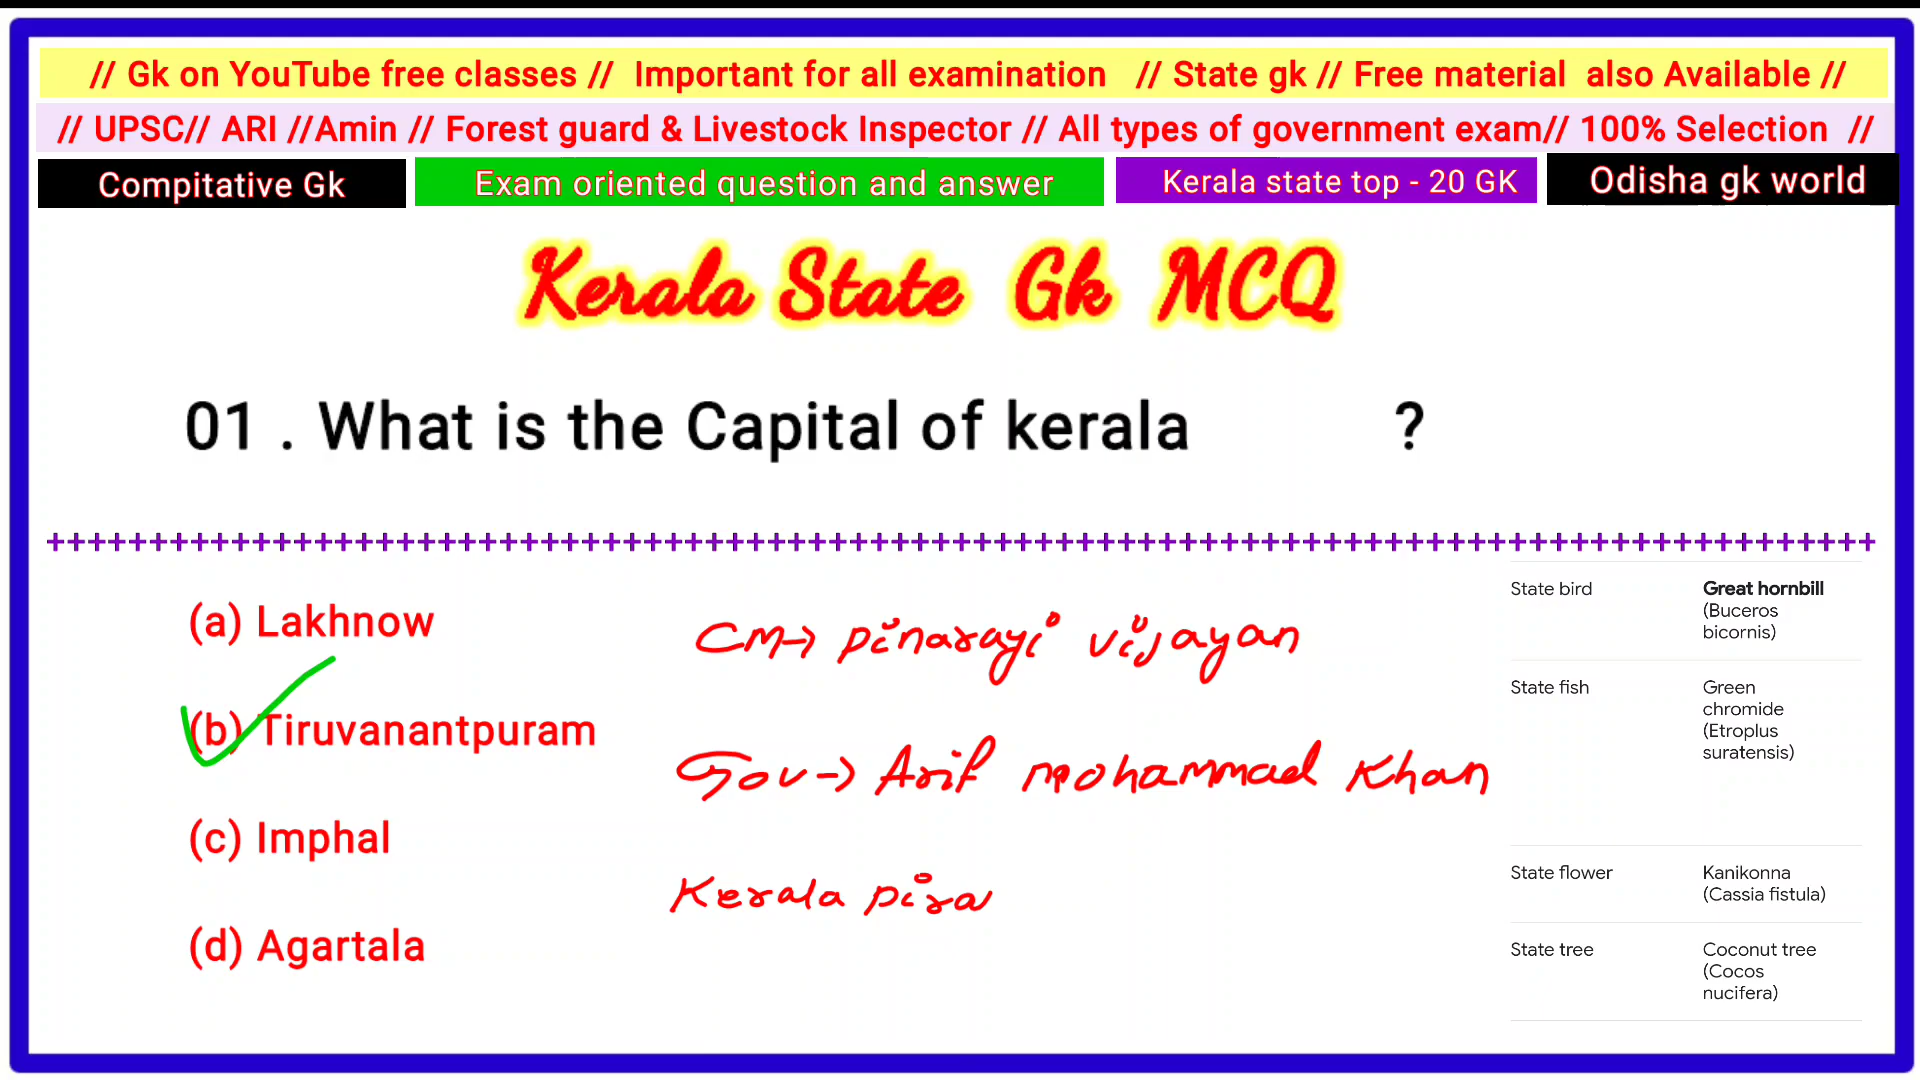 // Gk on YouTube free classes // Important for all examination // State gk // Free material also Available //
// UPSC// ARI //Amin // Forest guard & Livestock Inspector // All types of government exam// 100% Selection //
Compitative Gk
Exam oriented question and answer
Kerala state top - 20 GK
Odisha gk world
Kerala State Gk MCQ
01 . What is the Capital of kerala ?
++++++++++++++++++++++++++++++++++++++++++++++++++++++++++++++++++++++++++++++++++++++++
(a) Lakhnow
(b) Tiruvanantpuram
(c) Imphal
(d) Agartala
CM→ pinarayi vijayan
Gov→ Arif mohammad Khan
Kerala pira
State bird Great hornbill
(Buceros
bicornis)
State fish Green
chromide
(Etroplus
suratensis)
State flower Kanikonna
(Cassia fistula)
State tree Coconut tree
(Cocos
nucifera)